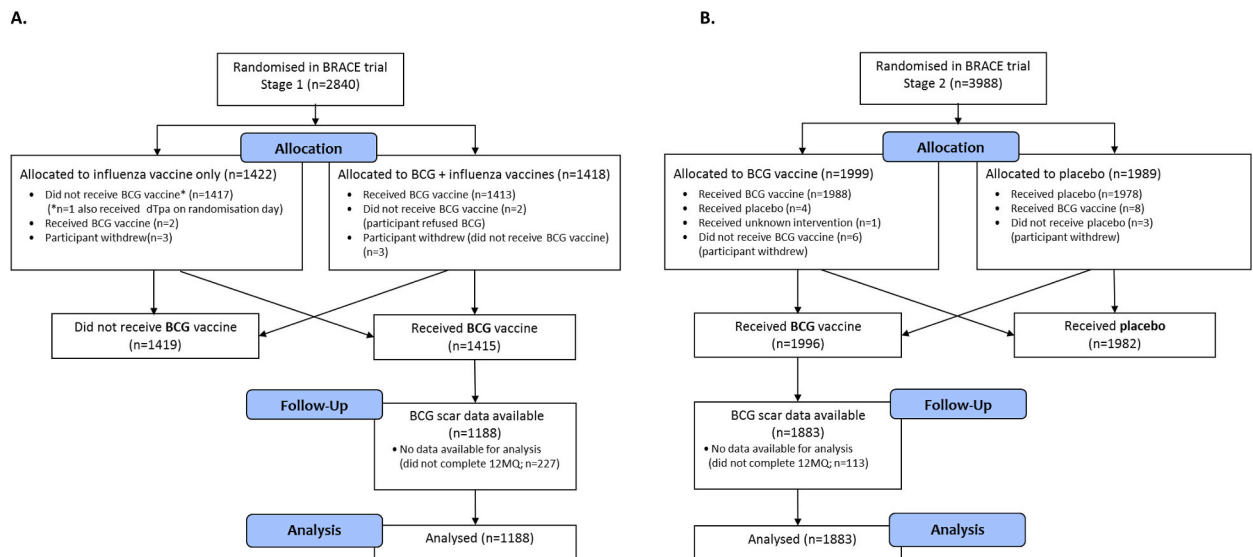 A.
Randomised in BRACE trial
Stage 1 (n=2840)
Allocation
Allocated to influenza vaccine only (n=1422)
• Did not receive BCG vaccine* (n=1417)
(*n=1 also received dTpa on randomisation day)
• Received BCG vaccine (n=2)
• Participant withdrew(n=3)
Allocated to BCG + influenza vaccines (n=1418)
• Received BCG vaccine (n=1413)
• Did not receive BCG vaccine (n=2)
(participant refused BCG)
• Participant withdrew (did not receive BCG vaccine)
(n=3)
Did not receive BCG vaccine
(n=1419)
Received BCG vaccine
(n=1415)
Follow-Up
BCG scar data available
(n=1188)
• No data available for analysis
(did not complete 12MQ; n=227)
Analysis
Analysed (n=1188)
B.
Randomised in BRACE trial
Stage 2 (n=3988)
Allocation
Allocated to BCG vaccine (n=1999)
• Received BCG vaccine (n=1988)
• Received placebo (n=4)
• Received unknown intervention (n=1)
• Did not receive BCG vaccine (n=6)
(participant withdrew)
Allocated to placebo (n=1989)
• Received placebo (n=1978)
• Received BCG vaccine (n=8)
• Did not receive placebo (n=3)
(participant withdrew)
Received BCG vaccine
(n=1996)
Received placebo
(n=1982)
Follow-Up
BCG scar data available
(n=1883)
• No data available for analysis
(did not complete 12MQ; n=113)
Analysis
Analysed (n=1883)